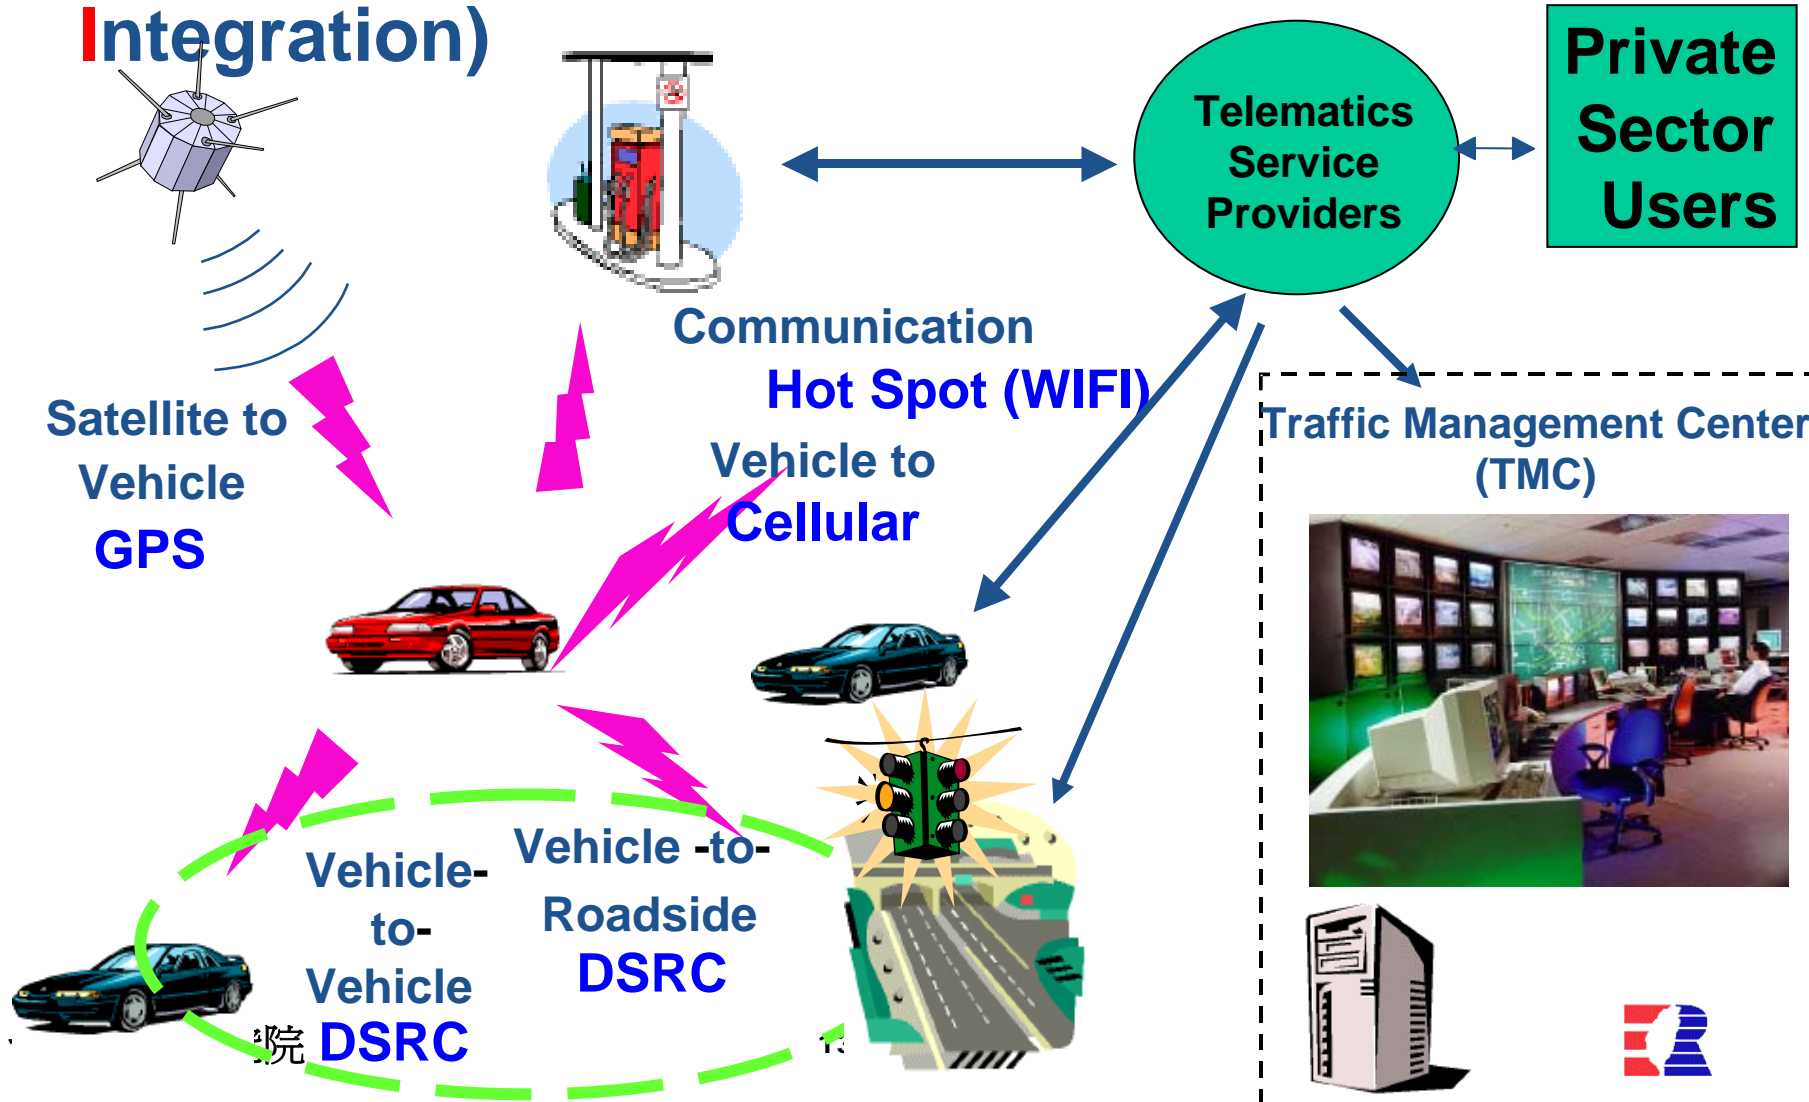 Integration)
Telematics
Service
Providers
Private
Sector
Users
Communication
Hot Spot (WIFI)
Satellite to
Vehicle
GPS
Vehicle to
Cellular
Traffic Management Center
(TMC)
Vehicle-
to-
Vehicle
DSRC
Vehicle -to-
Roadside
DSRC
院